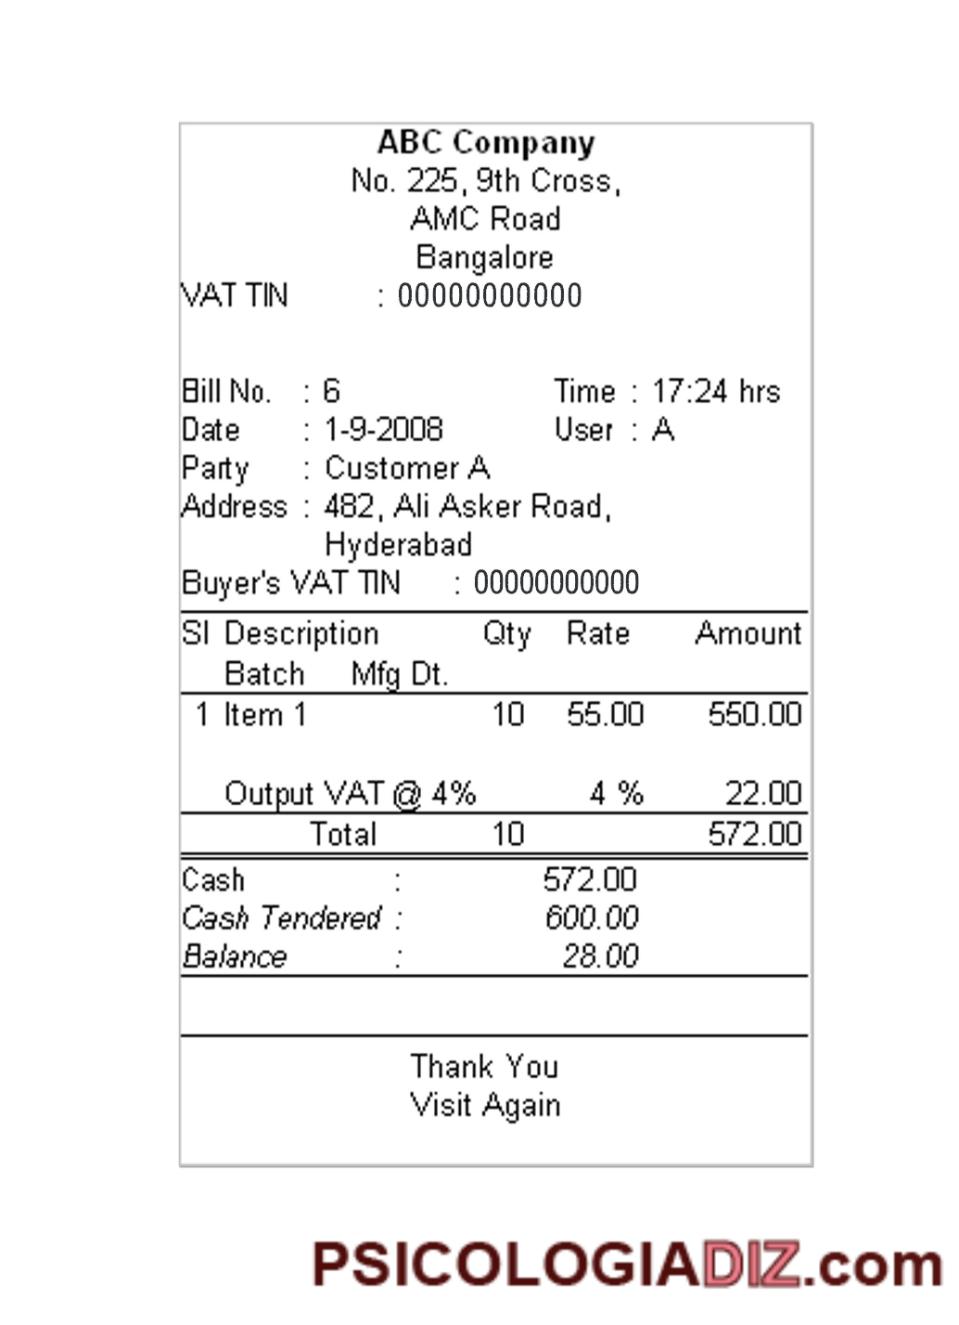 ABC Company
No. 225, 9th Cross,
AMC Road
Bangalore
VAT TIN : 00000000000
Bill No. : 6 Time : 17:24 hrs
Date : 1-9-2008 User : A
Party : Customer A
Address : 482, Ali Asker Road,
Hyderabad
Buyer's VAT TIN : 00000000000
Sl Description Qty Rate Amount
Batch Mfg Dt.
1 Item 1 10 55.00 550.00
Output VAT @ 4% 4 % 22.00
Total 10 572.00
Cash : 572.00
Cash Tendered : 600.00
Balance : 28.00
Thank You
Visit Again
PSICOLOGIADIZ.com